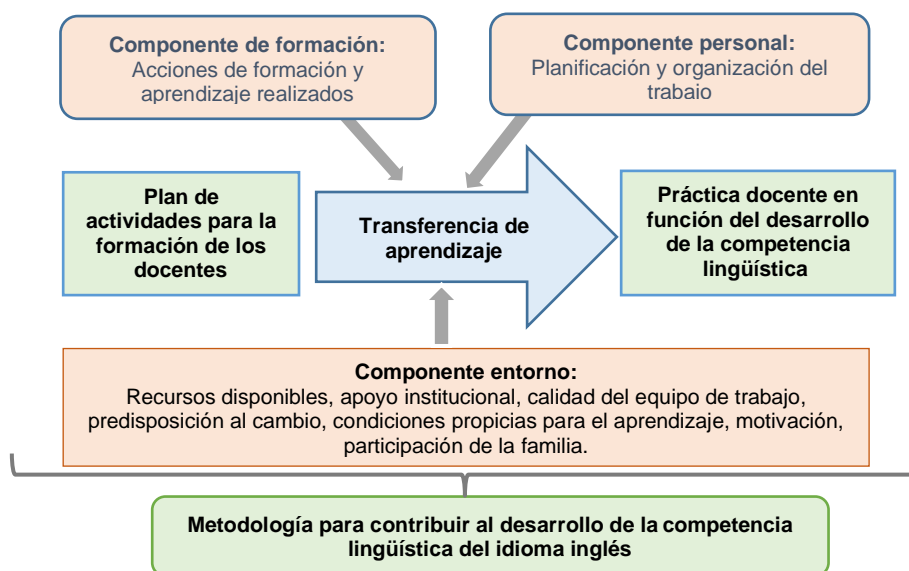 Componente de formación:
Acciones de formación y
aprendizaje realizados
Componente personal:
Planificación y organización del
trabajo
Plan de
actividades para la
formación de los
docentes
Transferencia de
aprendizaje
Práctica docente en
función del desarrollo
de la competencia
lingüística
Componente entorno:
Recursos disponibles, apoyo institucional, calidad del equipo de trabajo,
predisposición al cambio, condiciones propicias para el aprendizaje, motivación,
participación de la familia.
Metodología para contribuir al desarrollo de la competencia
lingüística del idioma inglés